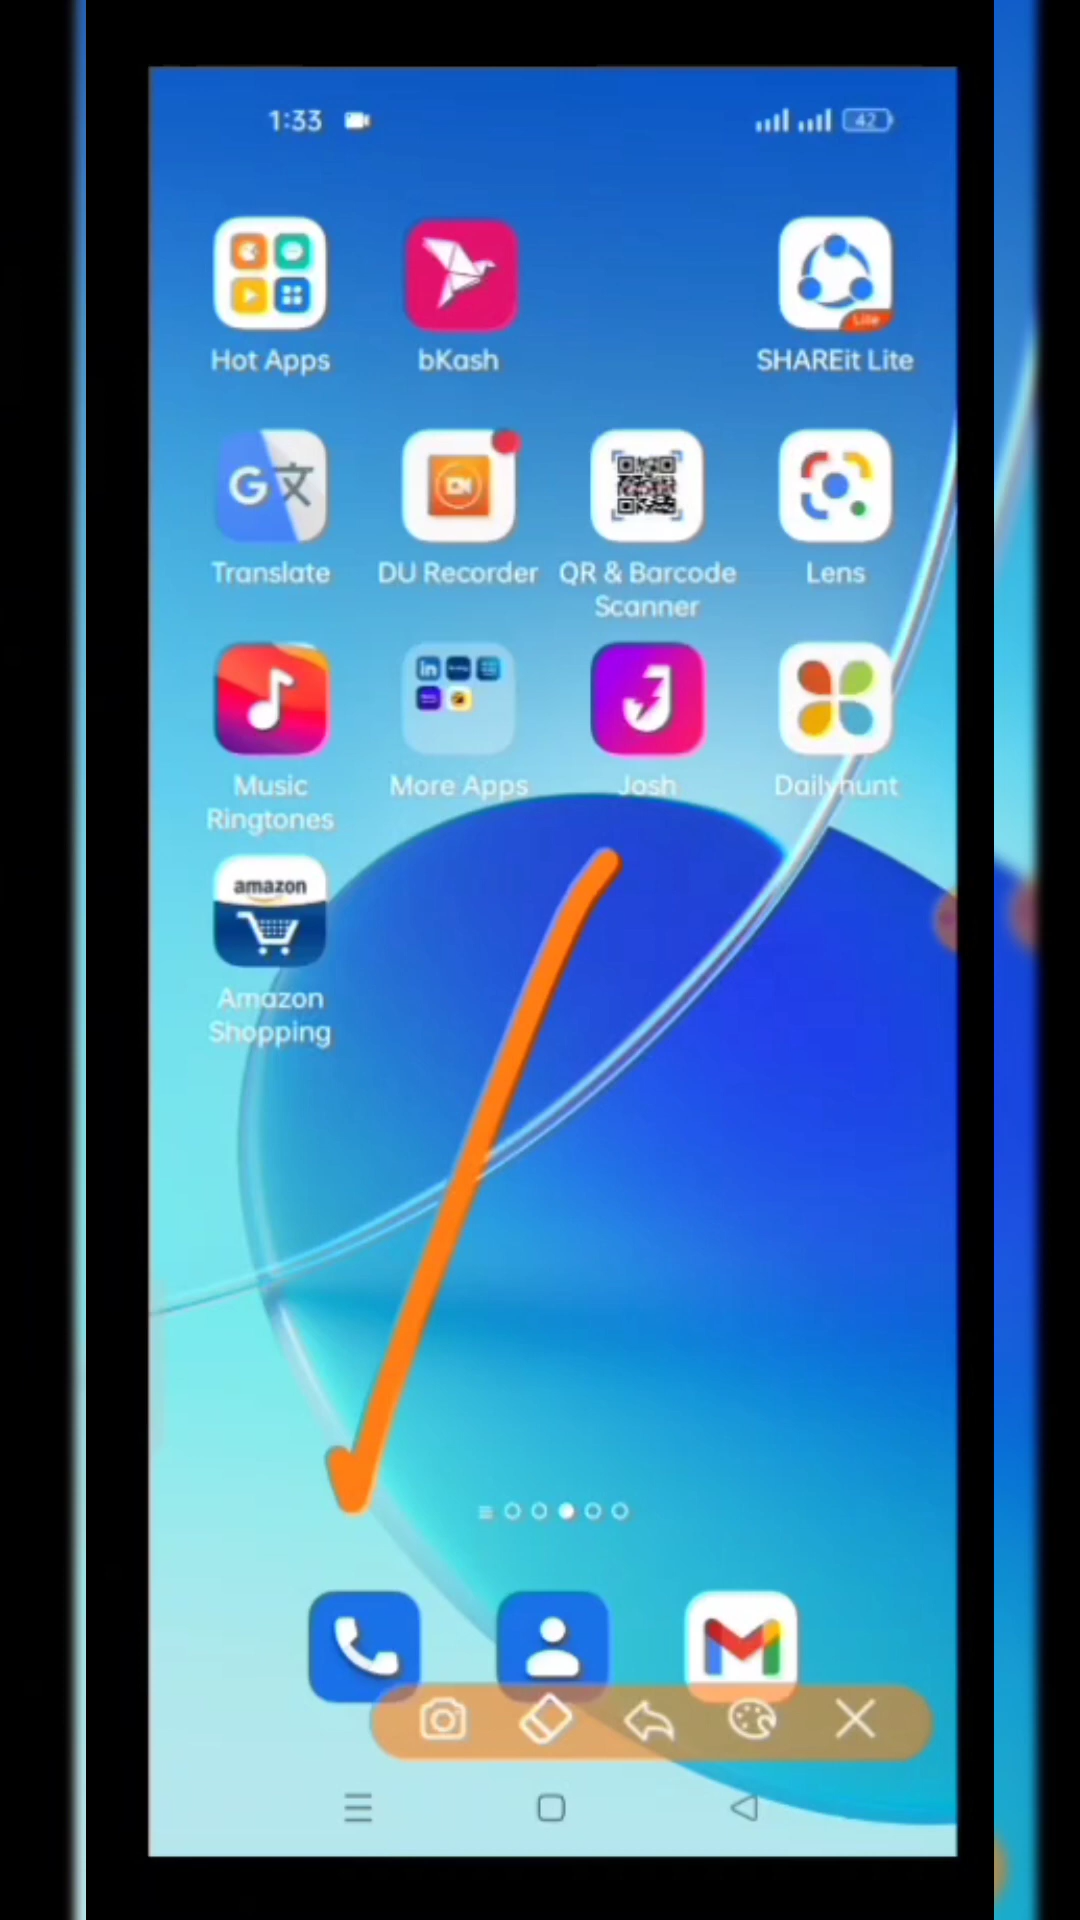 1:33
42
Hot Apps
bKash
SHAREit Lite
Lite
Translate
DU Recorder
QR & Barcode
Scanner
Lens
Music
Ringtones
More Apps
Josh
Dailyhunt
amazon
Amazon
Shopping